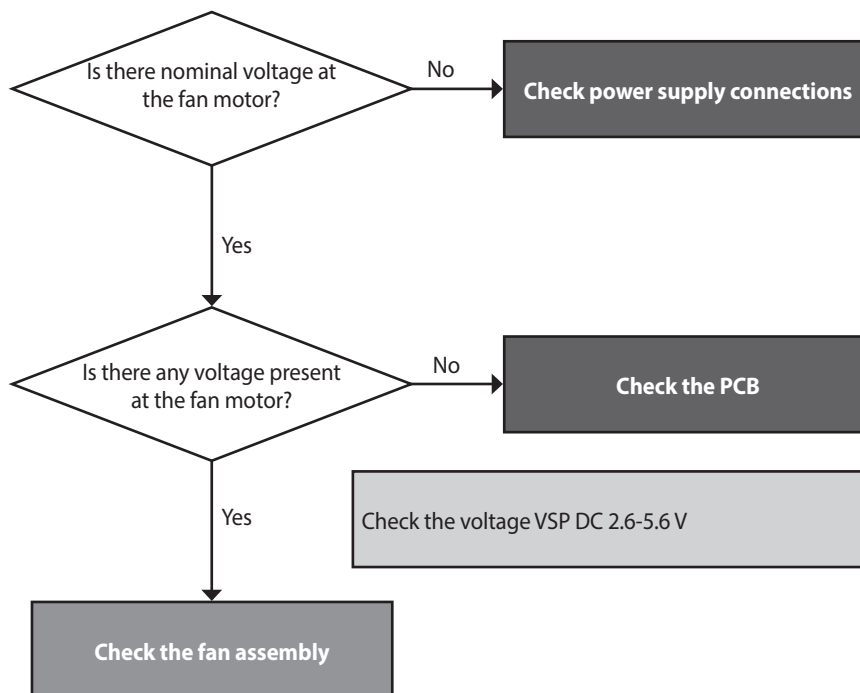 Is there nominal voltage at
the fan motor?
No
Check power supply connections
Yes
Is there any voltage present
at the fan motor?
No
Check the PCB
Yes
Check the voltage VSP DC 2.6-5.6 V
Check the fan assembly